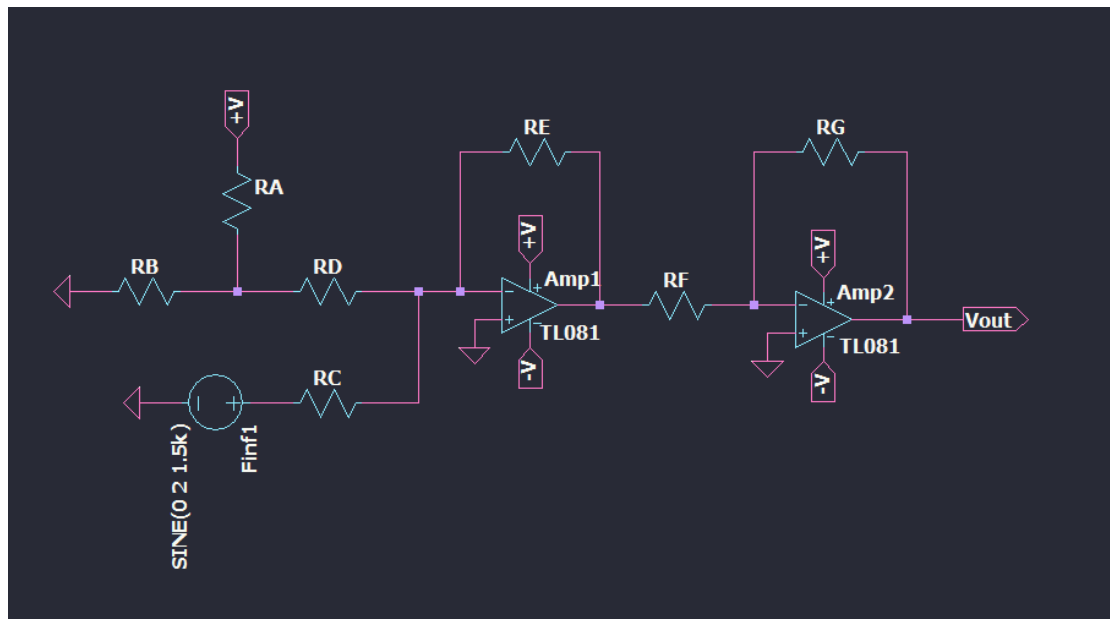 +V
RA
RB
RD
RC
SINE(0 2 1.5k)
Finf1
RE
+V
Amp1
TL081
-V
RF
RG
+V
Amp2
TL081
-V
Vout